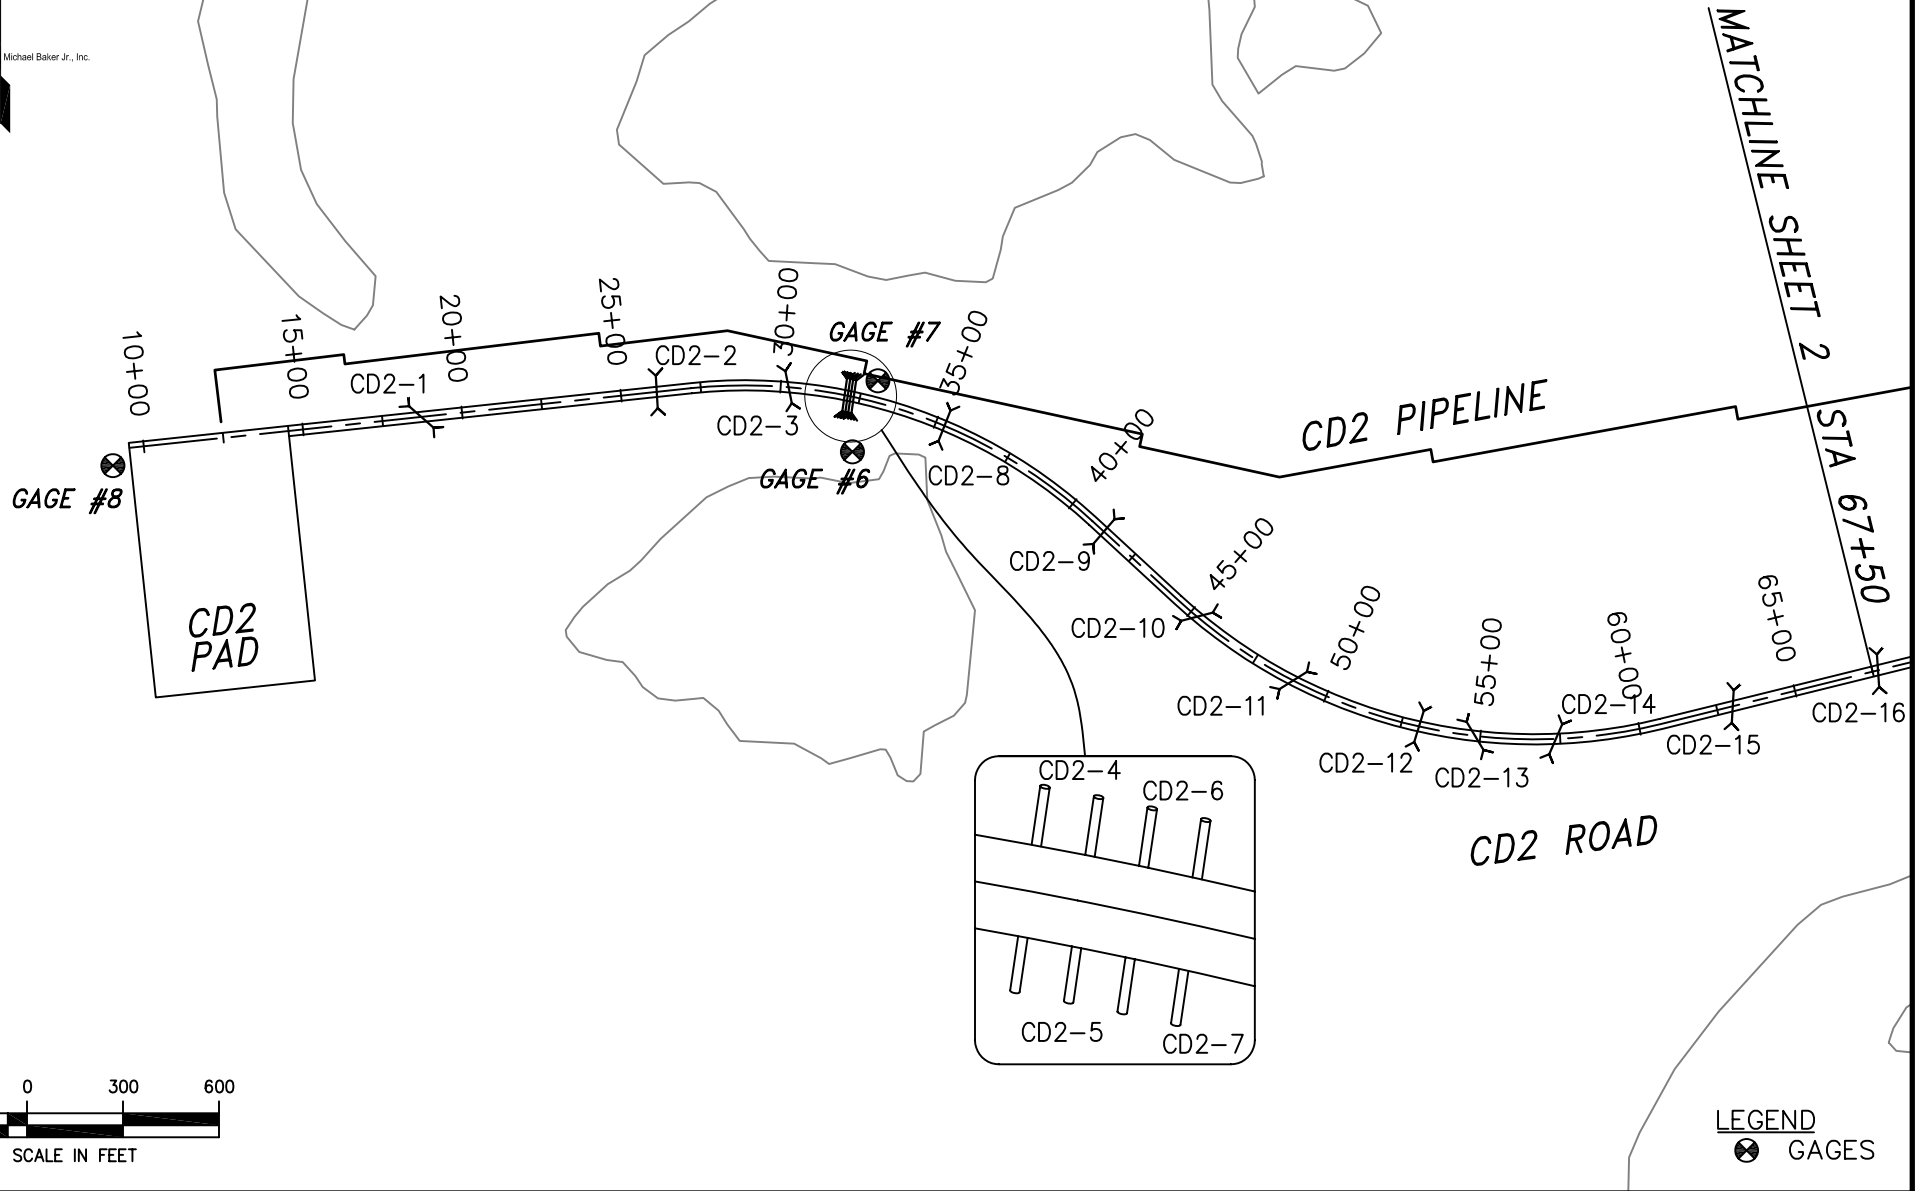 Michael Baker Jr., Inc.
MATCHLINE SHEET 2
STA 67+50
10+00
15+00
20+00
25+00
30+00
35+00
40+00
45+00
50+00
55+00
60+00
65+00
GAGE #7
GAGE #6
GAGE #8
CD2-1
CD2-2
CD2-3
CD2-8
CD2-9
CD2-10
CD2-11
CD2-12
CD2-13
CD2-14
CD2-15
CD2-16
CD2 PIPELINE
CD2
PAD
CD2 ROAD
CD2-4
CD2-6
CD2-5
CD2-7
0 300 600
SCALE IN FEET
LEGEND
GAGES